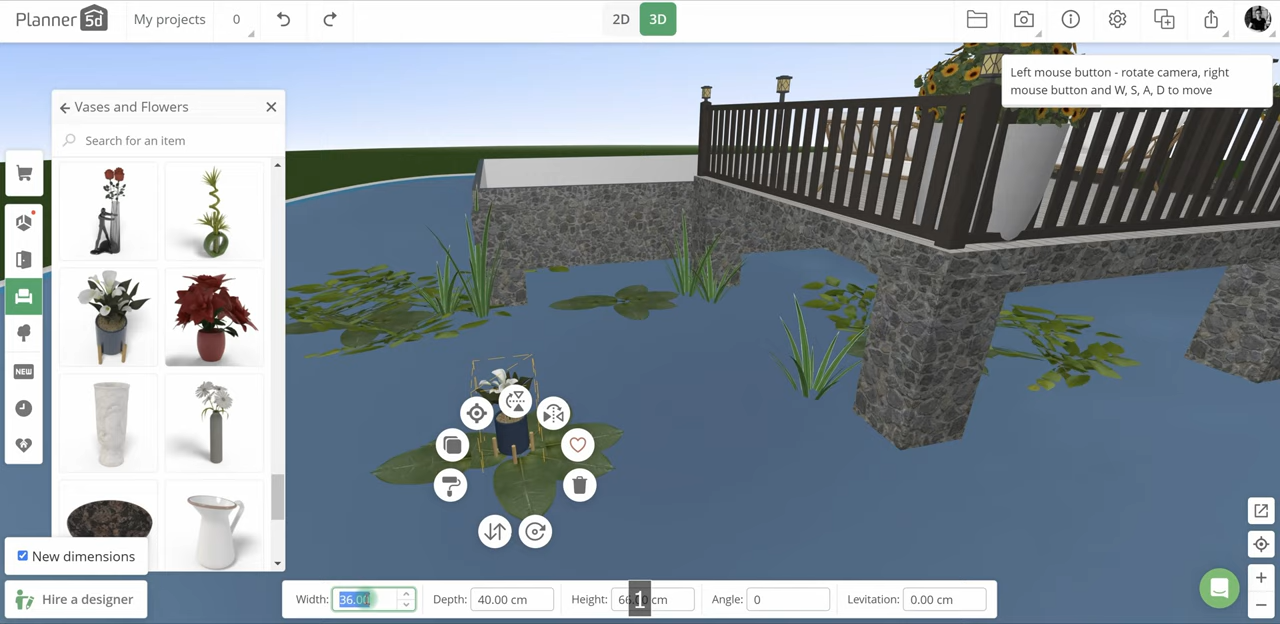 Planner 5d
My projects
0
2D
3D
Left mouse button - rotate camera, right
mouse button and W, S, A, D to move
Vases and Flowers
Search for an item
NEW
New dimensions
Hire a designer
Width: 36.00
Depth: 40.00 cm
Height: cm
1
Angle: 0
Levitation: 0.00 cm